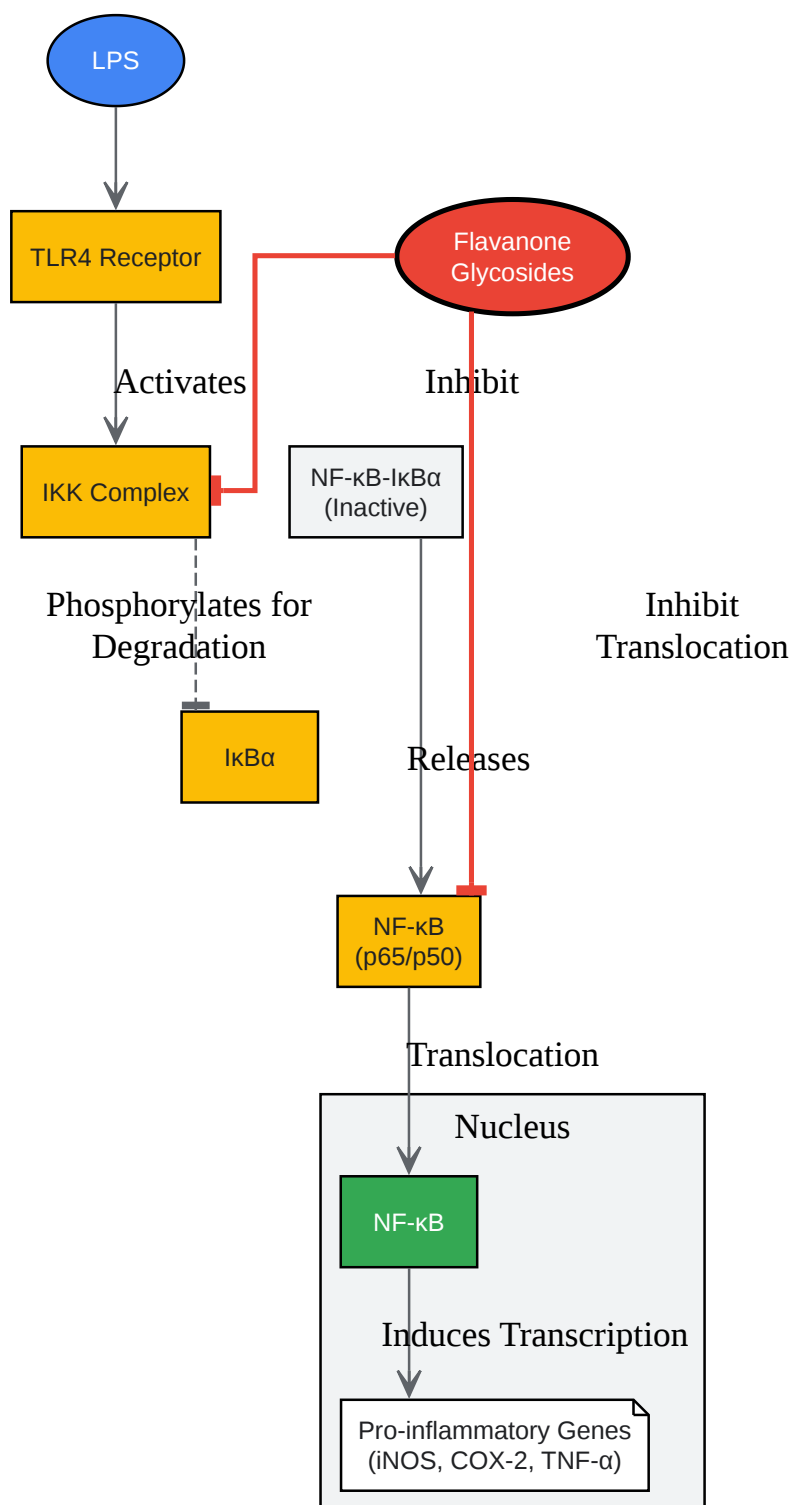 LPS
TLR4 Receptor
Flavanone
Glycosides
Activates
Inhibit
IKK Complex
NF-κB-IκBα
(Inactive)
Phosphorylates for
Degradation
Inhibit
Translocation
IκBα
Releases
NF-κB
(p65/p50)
Translocation
Nucleus
NF-κB
Induces Transcription
Pro-inflammatory Genes
(iNOS, COX-2, TNF-α)